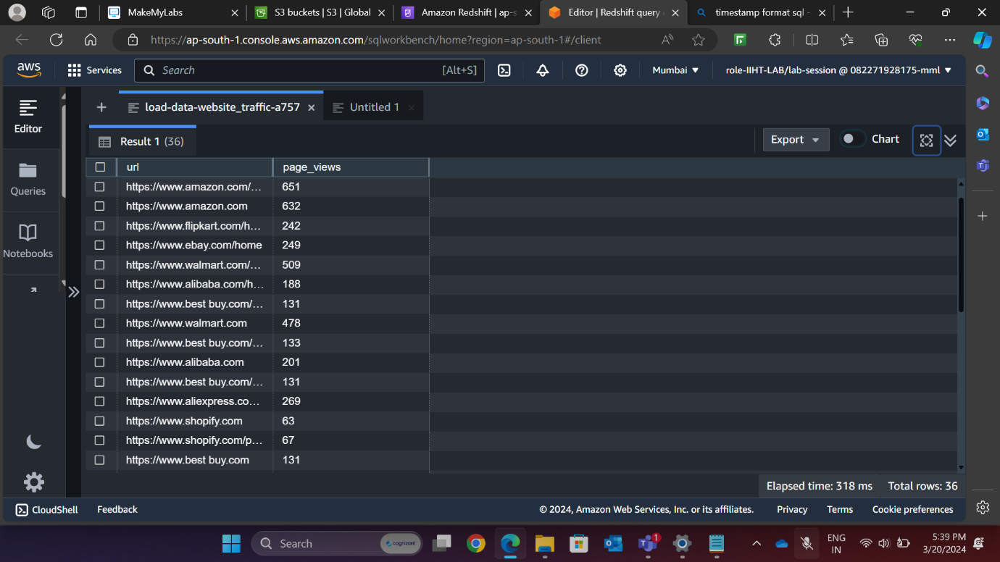 MakeMyLabs
S3 buckets | S3 | Global
Amazon Redshift | ap-s
Editor | Redshift query
timestamp format sql -
https://ap-south-1.console.aws.amazon.com/sqlworkbench/home?region=ap-south-1#/client
aws
Services
Search
[Alt+S]
Mumbai
role-IIHT-LAB/lab-session @ 082271928175-mml
Editor
Queries
Notebooks
load-data-website_traffic-a757
Untitled 1
Result 1 (36)
Export
Chart
url page_views
https://www.amazon.com/... 651
https://www.amazon.com 632
https://www.flipkart.com/h... 242
https://www.ebay.com/home 249
https://www.walmart.com/... 509
https://www.alibaba.com/h... 188
https://www.best buy.com/... 131
https://www.walmart.com 478
https://www.best buy.com/... 133
https://www.alibaba.com 201
https://www.best buy.com/... 131
https://www.aliexpress.co... 269
https://www.shopify.com 63
https://www.shopify.com/p... 67
https://www.best buy.com 131
Elapsed time: 318 ms Total rows: 36
CloudShell Feedback
© 2024, Amazon Web Services, Inc. or its affiliates.
Privacy Terms Cookie preferences
Search
cognizant
1
ENG
IN
5:39 PM
3/20/2024